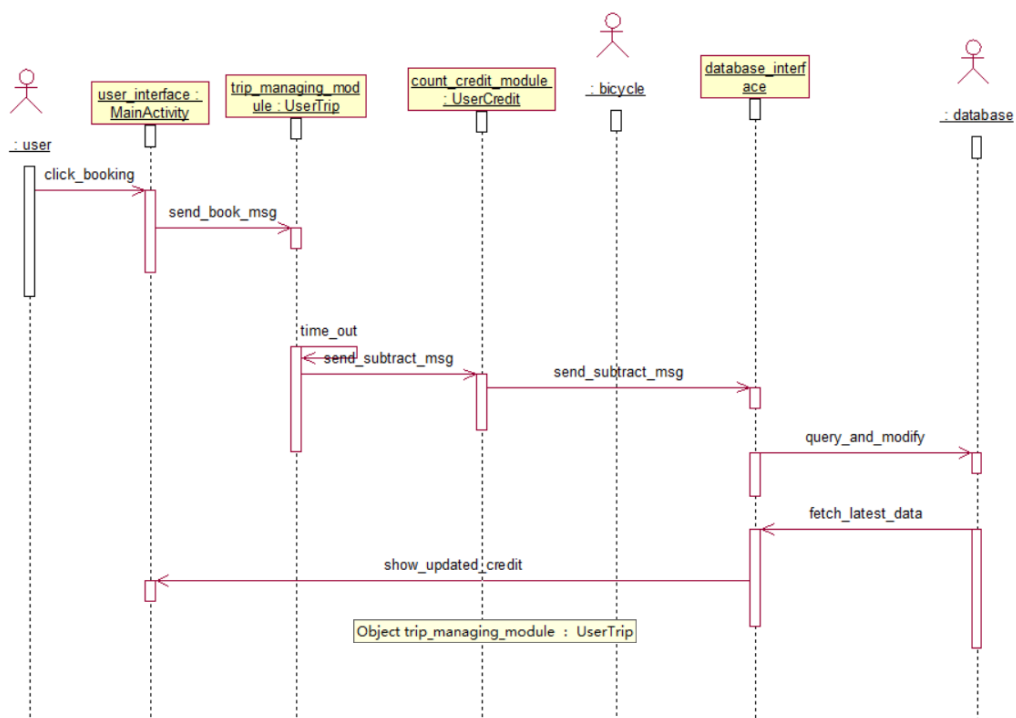 : user
user_interface :
MainActivity
trip_managing_mod
ule : UserTrip
count_credit_module
: UserCredit
: bicycle
database_interf
ace
: database
click_booking
send_book_msg
time_out
send_subtract_msg
send_subtract_msg
query_and_modify
fetch_latest_data
show_updated_credit
Object trip_managing_module : UserTrip